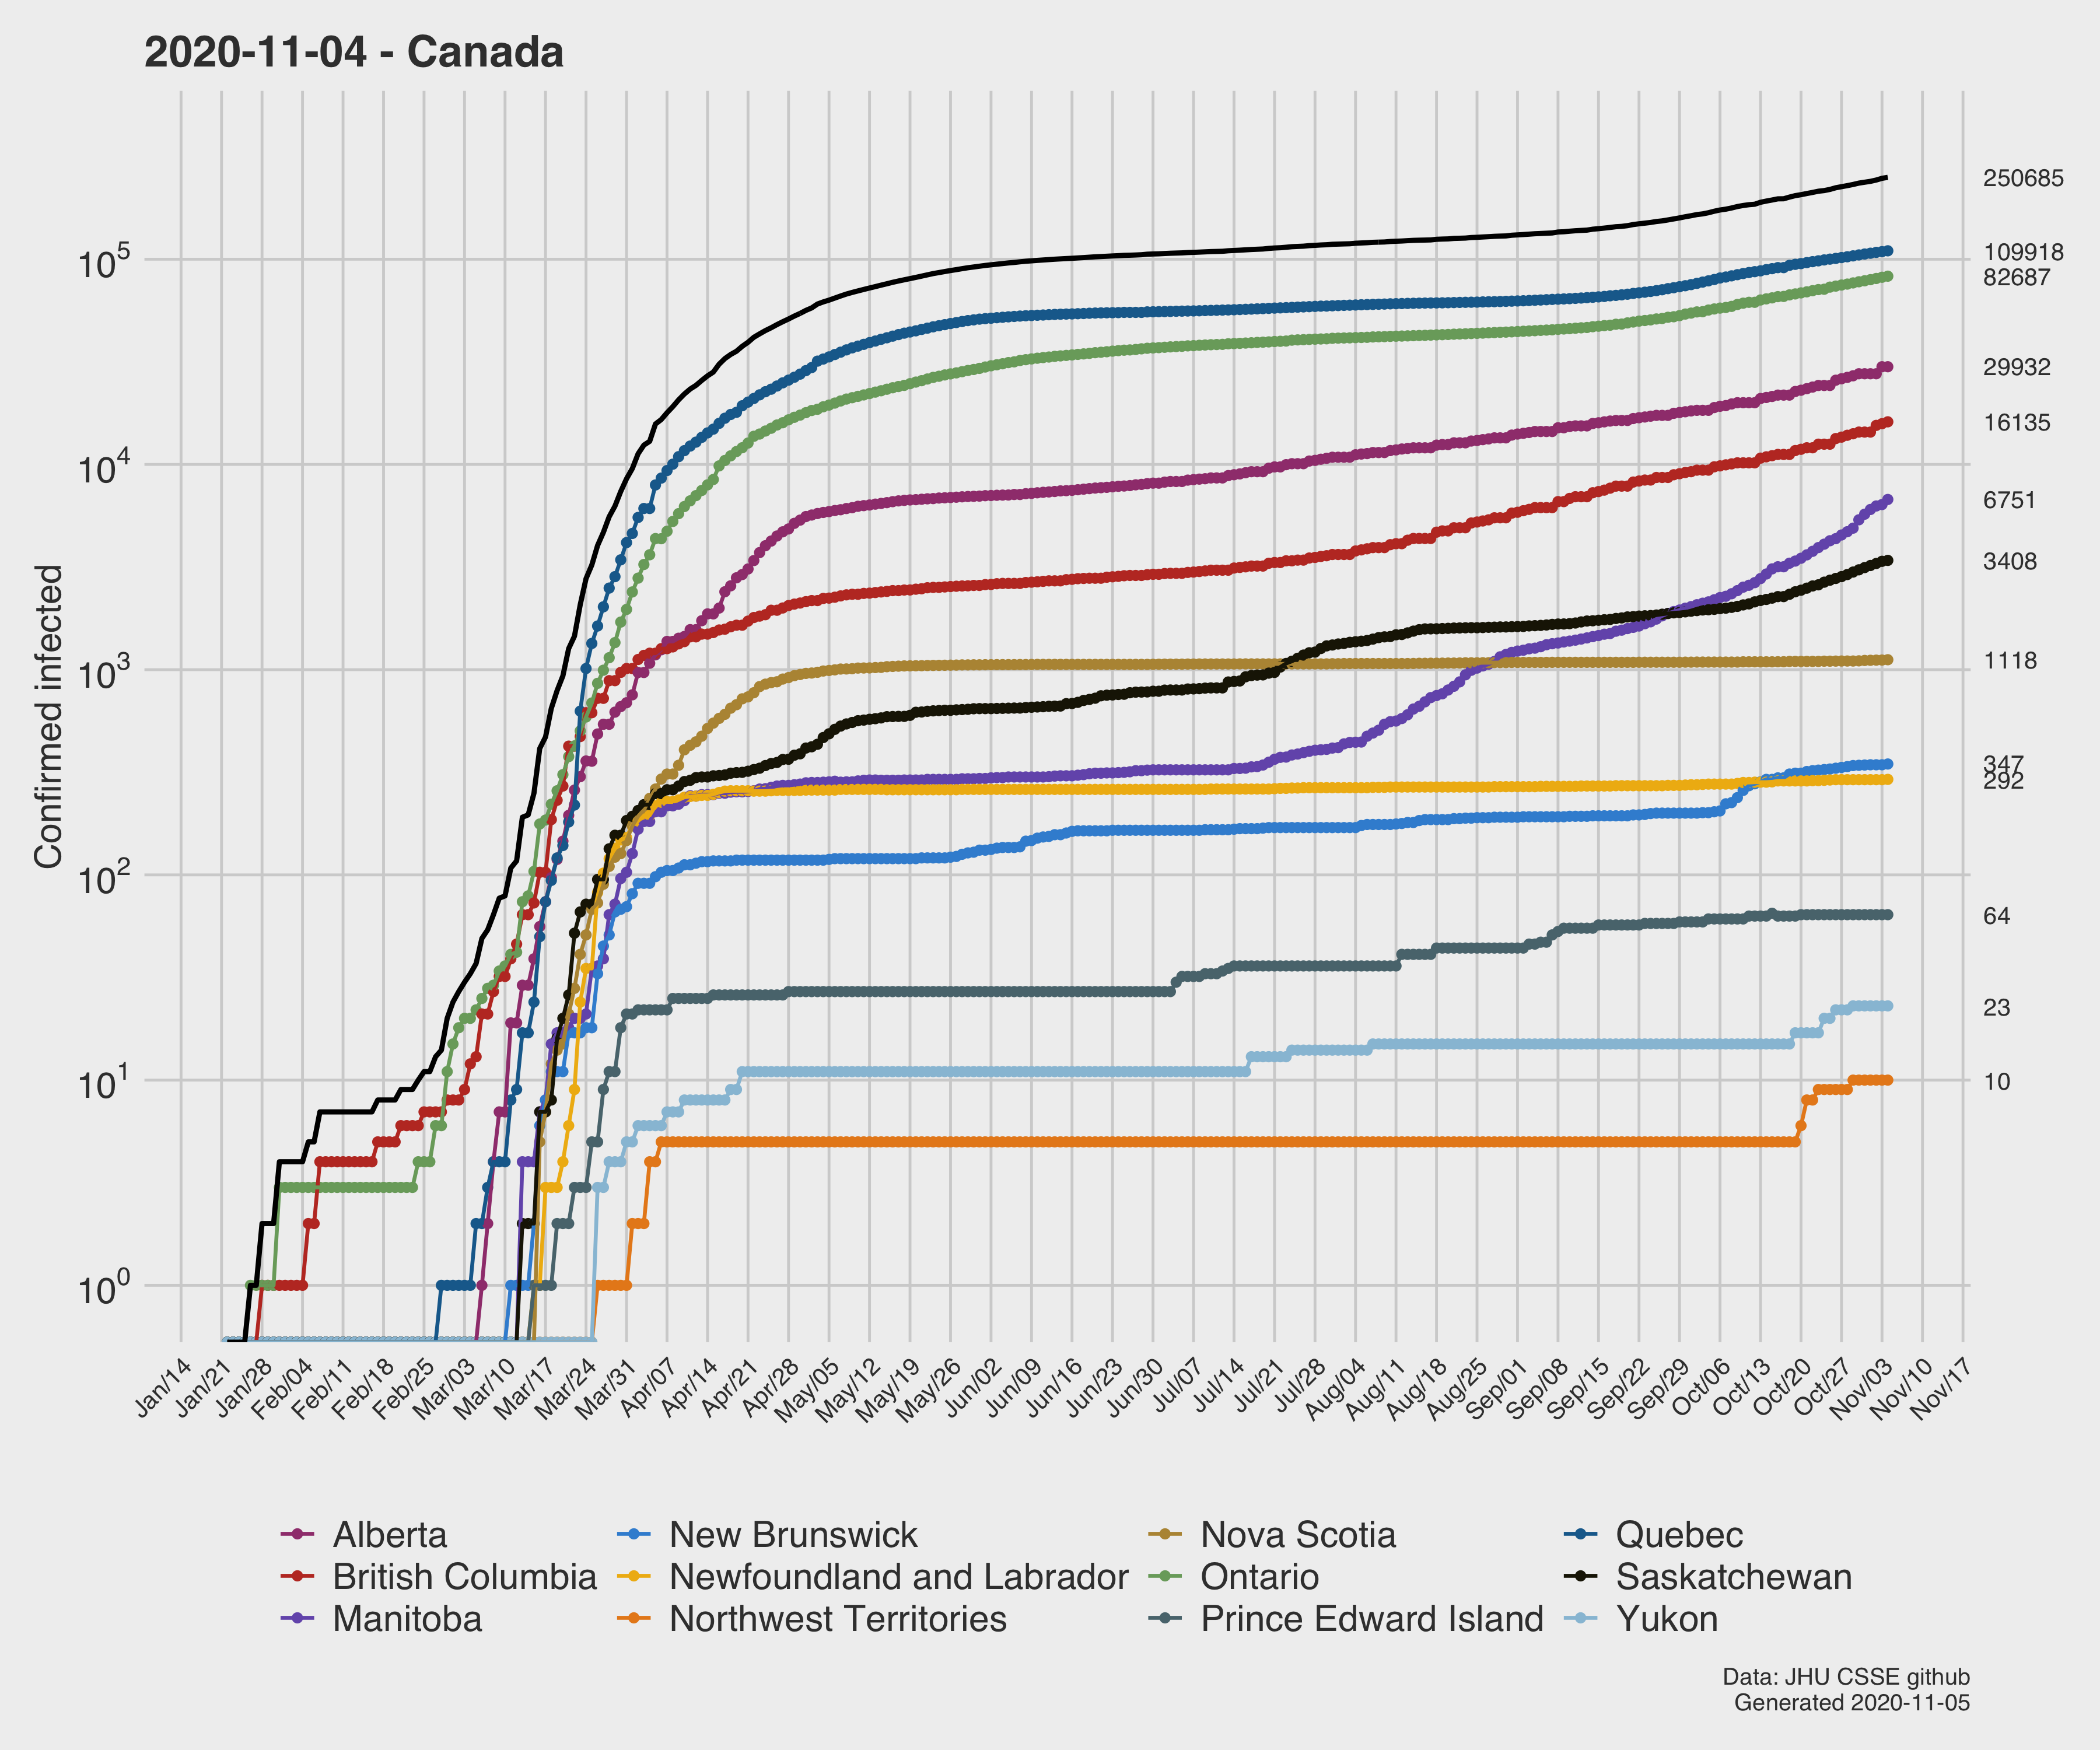 2020-11-04 - Canada
Confirmed infected
10^5
10^4
10^3
10^2
10^1
10^0
250685
109918
82687
29932
16135
6751
3408
1118
347
292
64
23
10
Jan/14 Jan/21 Jan/28 Feb/04 Feb/11 Feb/18 Feb/25 Mar/03 Mar/10 Mar/17 Mar/24 Mar/31 Apr/07 Apr/14 Apr/21 Apr/28 May/05 May/12 May/19 May/26 Jun/02 Jun/09 Jun/16 Jun/23 Jun/30 Jul/07 Jul/14 Jul/21 Jul/28 Aug/04 Aug/11 Aug/18 Aug/25 Sep/01 Sep/08 Sep/15 Sep/22 Sep/29 Oct/06 Oct/13 Oct/20 Oct/27 Nov/03 Nov/10 Nov/17
Alberta New Brunswick Nova Scotia Quebec
British Columbia Newfoundland and Labrador Ontario Saskatchewan
Manitoba Northwest Territories Prince Edward Island Yukon
Data: JHU CSSE github
Generated 2020-11-05